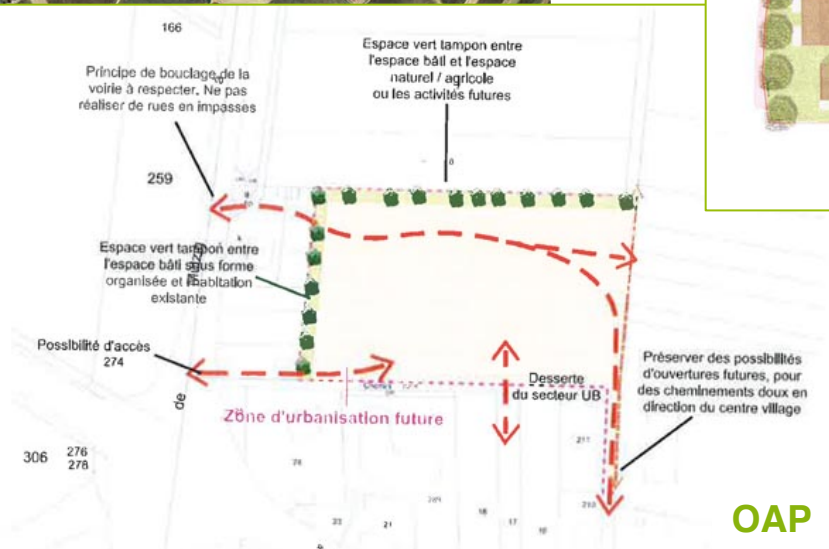 166
Espace vert tampon entre
l'espace bâti et l'espace
naturel / agricole
ou les activités futures
Principe de bouclage de la
voirie à respecter. Ne pas
réaliser de rues en impasses
259
Espace vert tampon entre
l'espace bâti sous forme
organisée et l'habitation
existante
Possibilité d'accès
274
de
Desserte
du secteur UB
Préserver des possibilités
d'ouvertures futures, pour
des cheminements doux en
direction du centre village
Zône d'urbanisation future
306
276
278
21
17
OAP